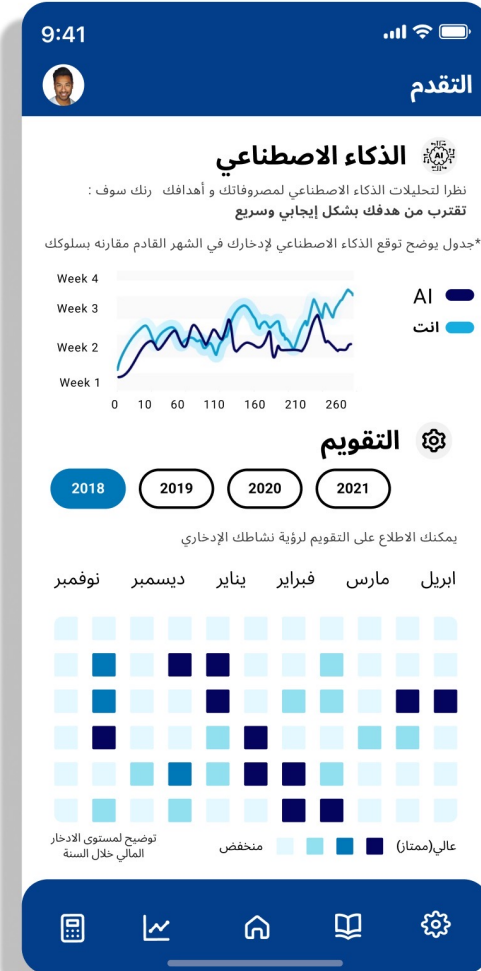 9:41
التقدم
AI
الذكاء الاصطناعي
نظرا لتحليلات الذكاء الاصطناعي لمصروفاتك و أهدافك رنك سوف :
تقترب من هدفك بشكل إيجابي وسريع
*جدول يوضح توقع الذكاء الاصطناعي لإدخارك في الشهر القادم مقارنه بسلوكك
Week 4
Week 3
Week 2
Week 1
0 10 60 110 160 210 260
AI
انت
التقويم
2018 2019 2020 2021
يمكنك الاطلاع على التقويم لرؤية نشاطك الإدخاري
ابريل مارس فبراير يناير ديسمبر نوفمبر
عالي(ممتاز) منخفض
توضيح لمستوى الادخار
المالي خلال السنة